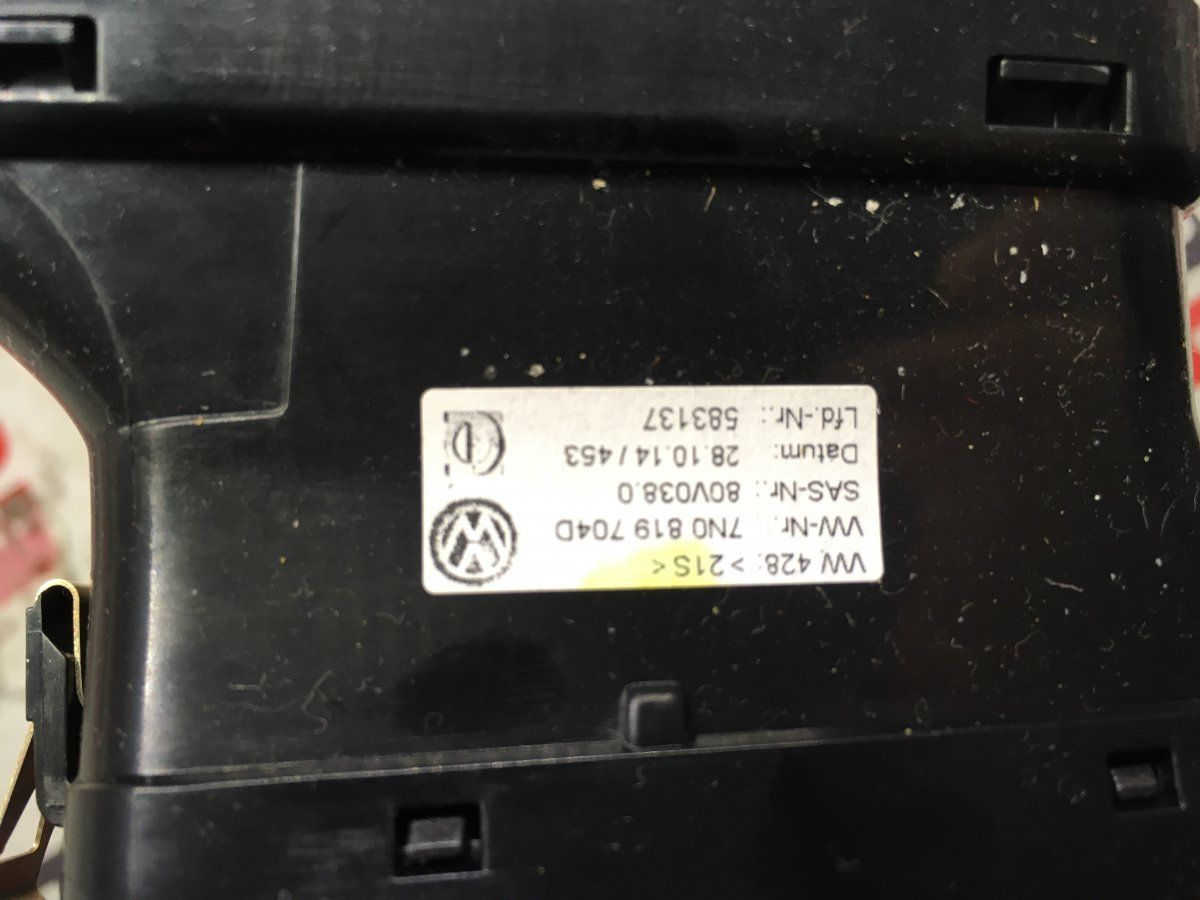 VW 428: >21S<
VW-Nr.: 7N0 819 704D
SAS-Nr.: 80V038.0
Datum: 28.10.14 / 453
Lfd.-Nr.: 583137